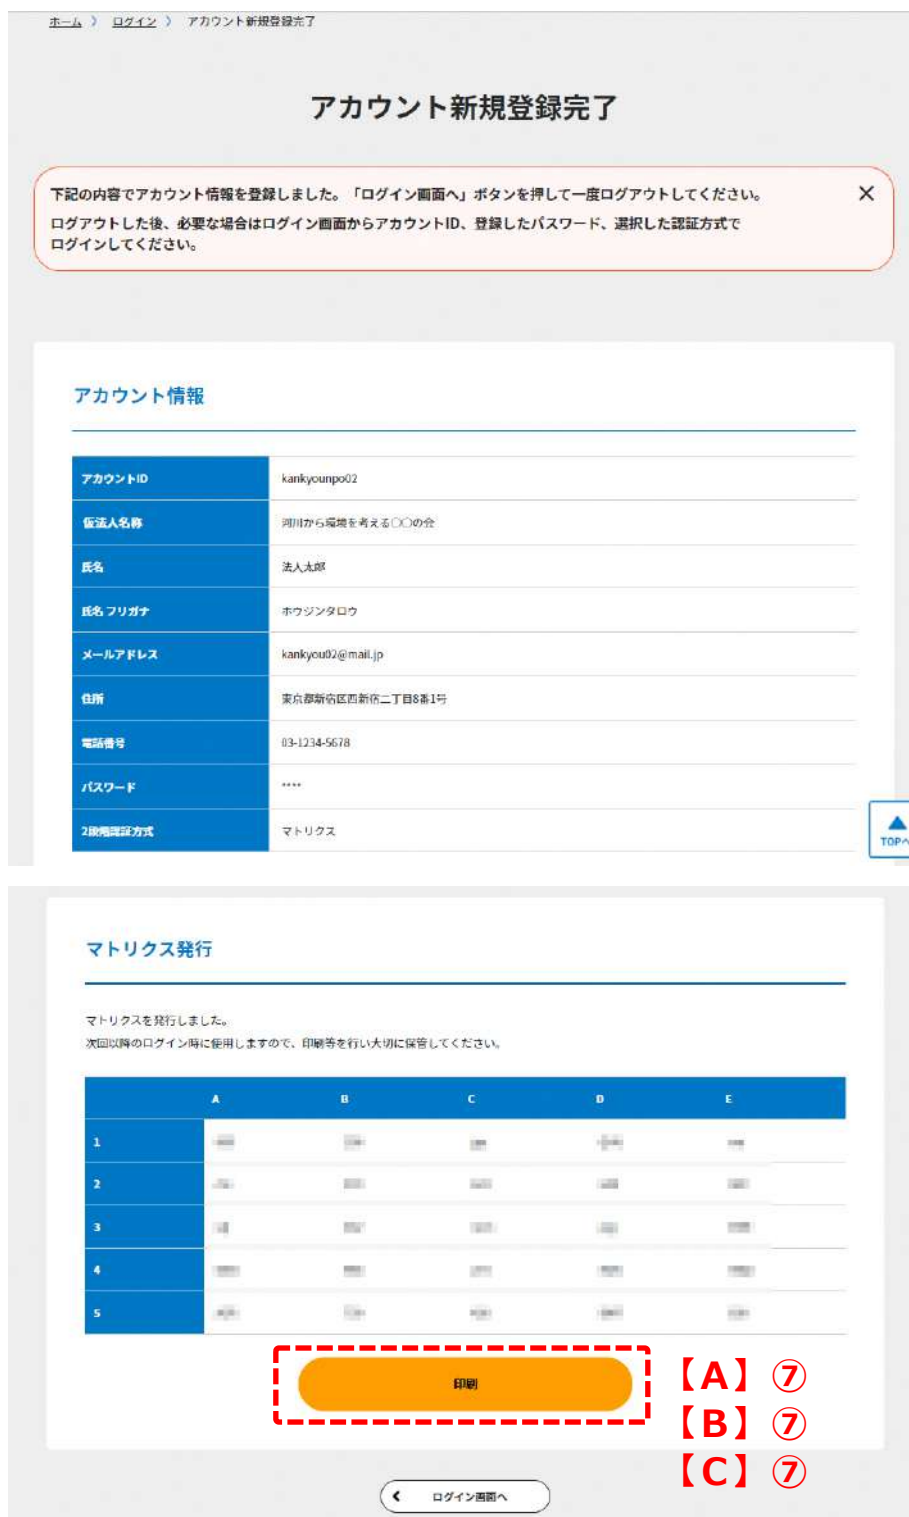 ホーム 〉 ログイン 〉 アカウント新規登録完了
アカウント新規登録完了
下記の内容でアカウント情報を登録しました。「ログイン画面へ」ボタンを押して一度ログアウトしてください。
ログアウトした後、必要な場合はログイン画面からアカウントID、登録したパスワード、選択した認証方式で
ログインしてください。
アカウント情報
アカウントID kankyounpo02
仮法人名称 河川から環境を考える〇〇の会
氏名 法人太郎
氏名 フリガナ ホウジンタロウ
メールアドレス kankyou02@mail.jp
住所 東京都新宿区西新宿二丁目8番1号
電話番号 03-1234-5678
パスワード ****
2段階認証方式 マトリクス
TOPへ
マトリクス発行
マトリクスを発行しました。
次回以降のログイン時に使用しますので、印刷等を行い大切に保管してください。
A B C D E
1
2
3
4
5
印刷
【A】⑦
【B】⑦
【C】⑦
ログイン画面へ